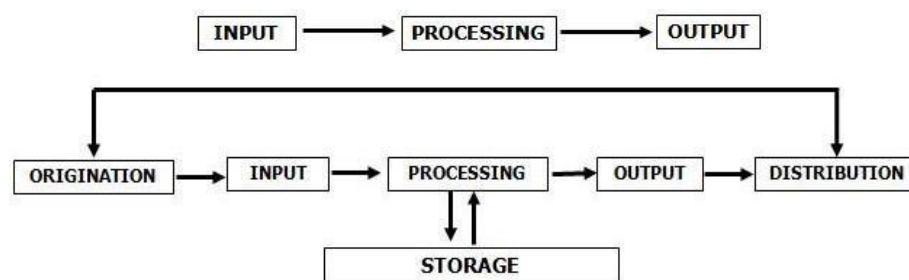 INPUT
PROCESSING
OUTPUT
ORIGINATION
INPUT
PROCESSING
OUTPUT
DISTRIBUTION
STORAGE